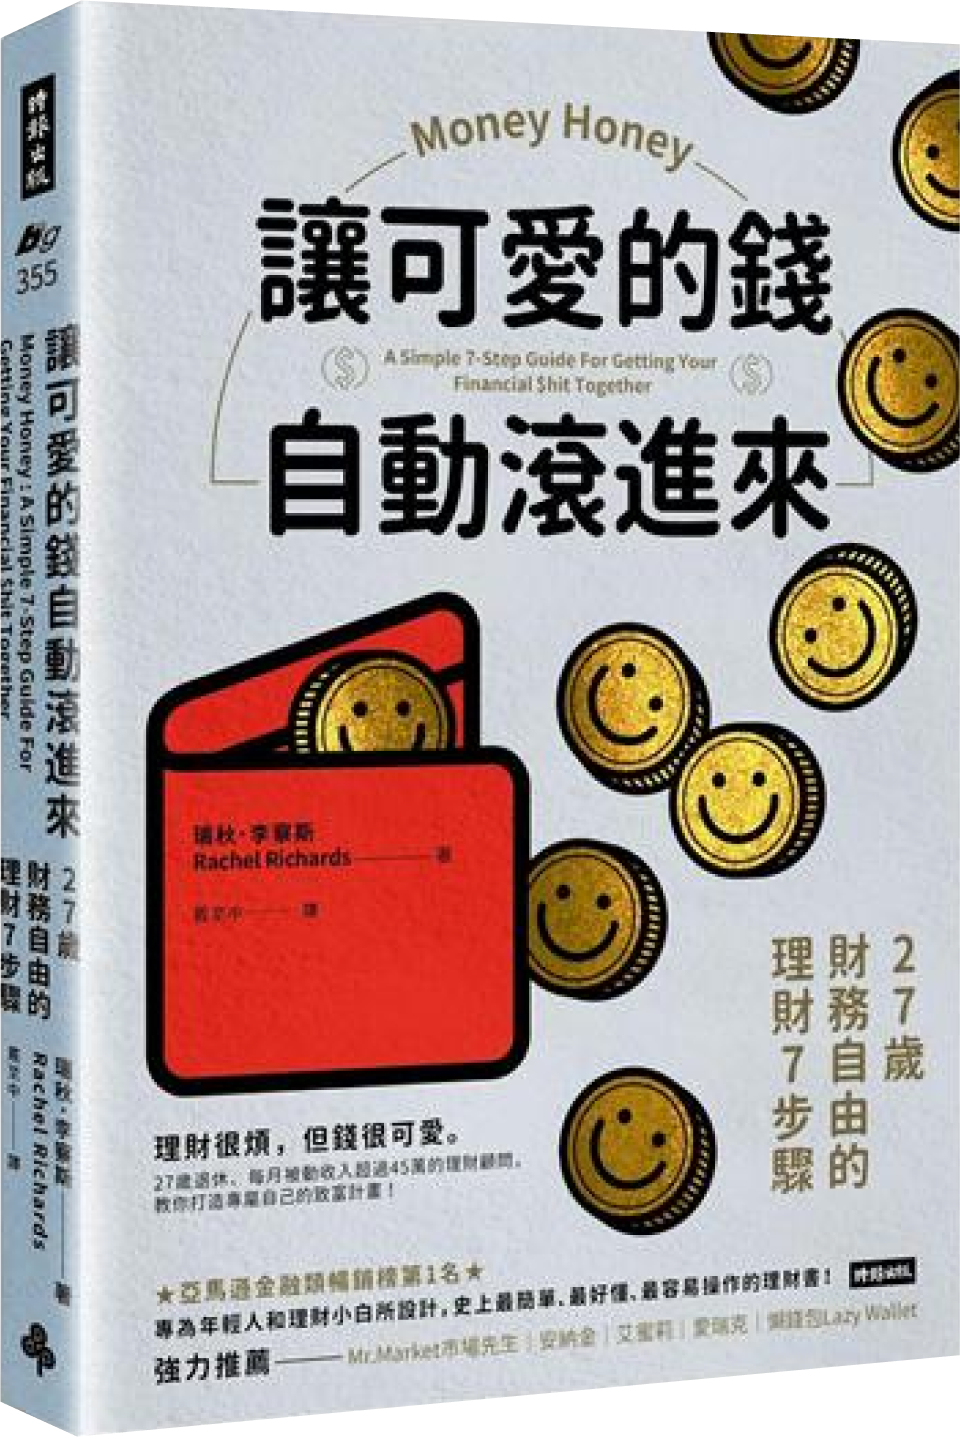 時報出版
Big
355
讓可愛的錢自動滾進來
Money Honey : A Simple 7-Step Guide For
Getting Your Financial $hit Together
27歲
財務自由的
理財7步驟
瑞秋·李察斯
Rachel Richards
著
譯
Money Honey
讓可愛的錢
A Simple 7-Step Guide For Getting Your
Financial $hit Together
自動滾進來
瑞秋·李察斯
Rachel Richards 著
譯
27歲
財務自由的
理財7步驟
理財很煩，但錢很可愛。
27歲退休、每月被動收入超過45萬的理財顧問，
教你打造專屬自己的致富計畫！
★亞馬遜金融類暢銷榜第1名★
專為年輕人和理財小白所設計，史上最簡單、最好懂、最容易操作的理財書！
時報出版
強力推薦 Mr.Market市場先生｜安納金｜艾蜜莉｜愛瑞克｜懶錢包Lazy Wallet